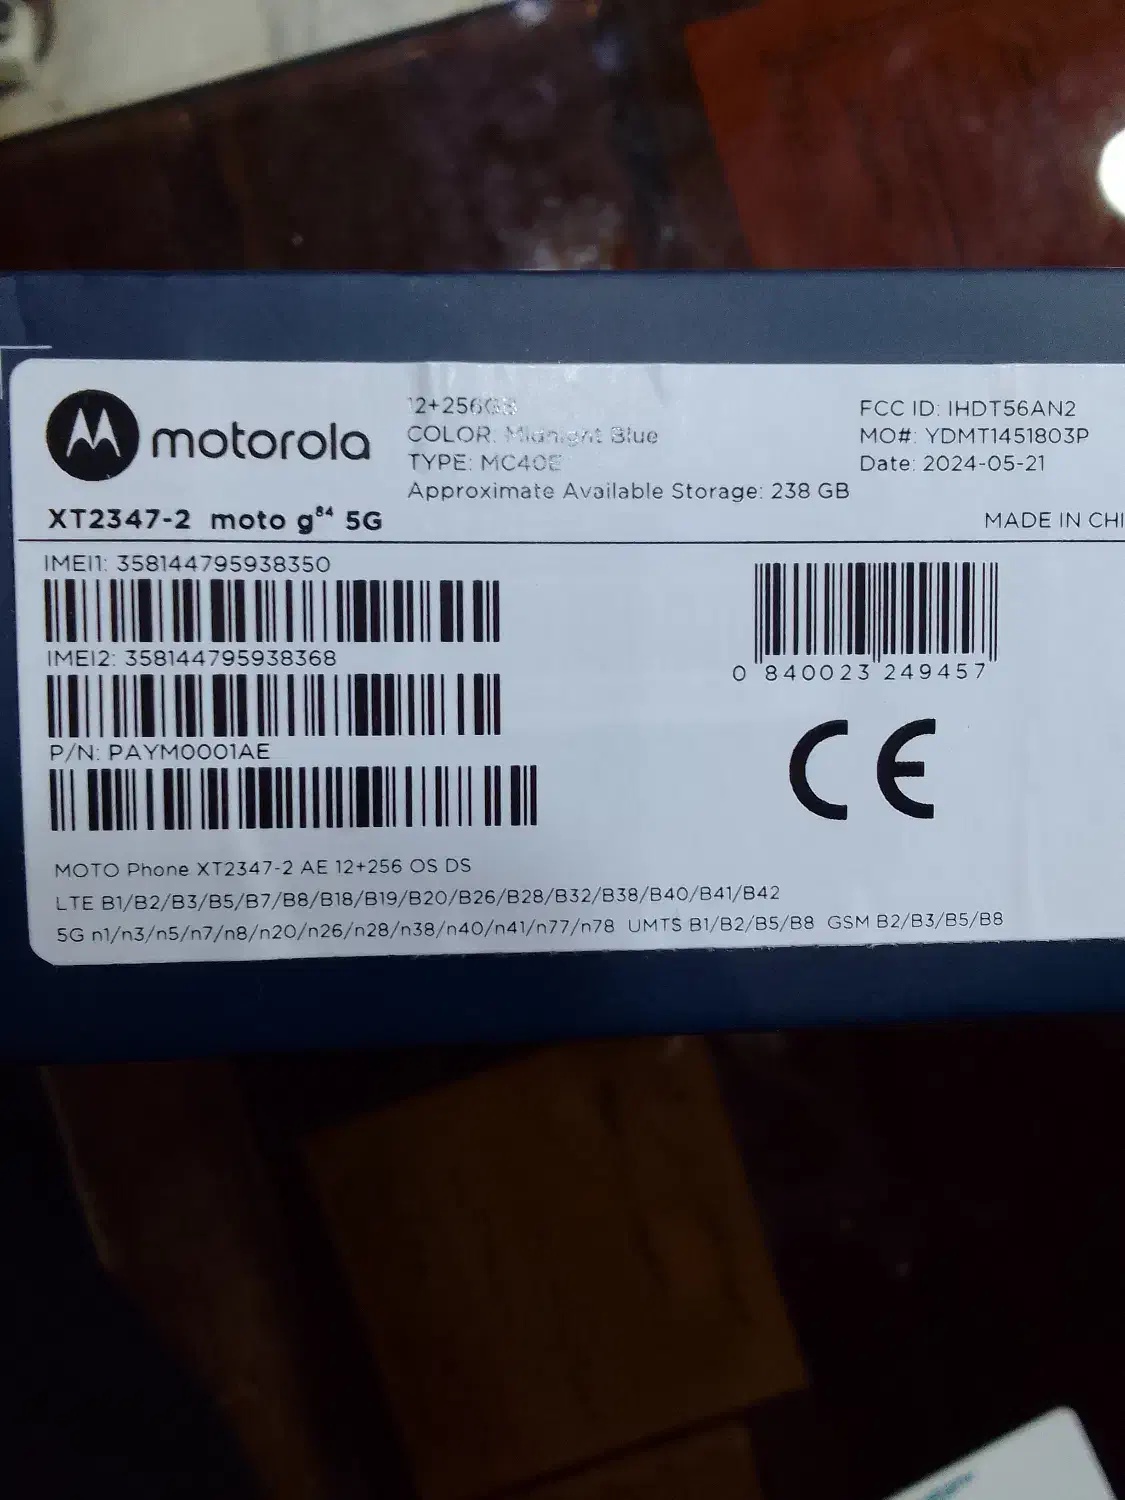 motorola
12+256GB
COLOR: Midnight Blue
TYPE: MC40E
Approximate Available Storage: 238 GB
FCC ID: IHDT56AN2
MO#: YDMT1451803P
Date: 2024-05-21
XT2347-2 moto g84 5G
MADE IN CHI
IMEI1: 358144795938350
IMEI2: 358144795938368
P/N: PAYM0001AE
0 840023 249457
CE
MOTO Phone XT2347-2 AE 12+256 OS DS
LTE B1/B2/B3/B5/B7/B8/B18/B19/B20/B26/B28/B32/B38/B40/B41/B42
5G n1/n3/n5/n7/n8/n20/n26/n28/n38/n40/n41/n77/n78 UMTS B1/B2/B5/B8 GSM B2/B3/B5/B8